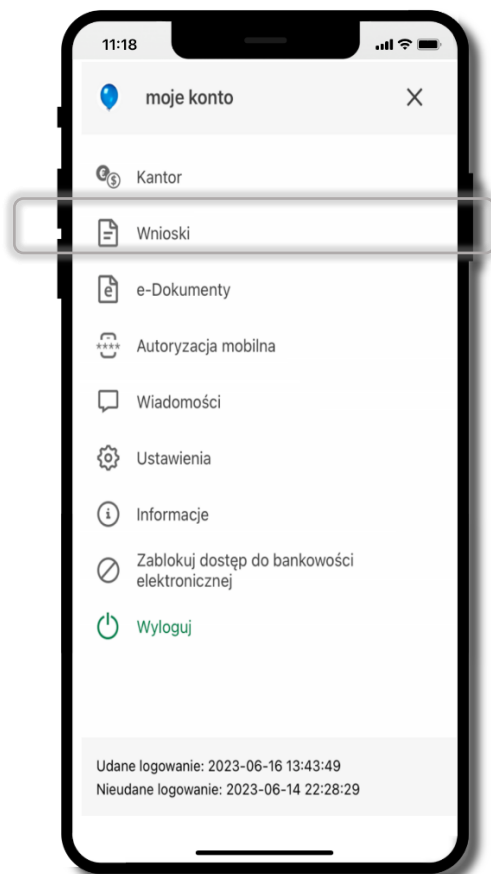 11:18
moje konto
Kantor
Wnioski
e-Dokumenty
Autoryzacja mobilna
Wiadomości
Ustawienia
Informacje
Zablokuj dostęp do bankowości
elektronicznej
Wyloguj
Udane logowanie: 2023-06-16 13:43:49
Nieudane logowanie: 2023-06-14 22:28:29